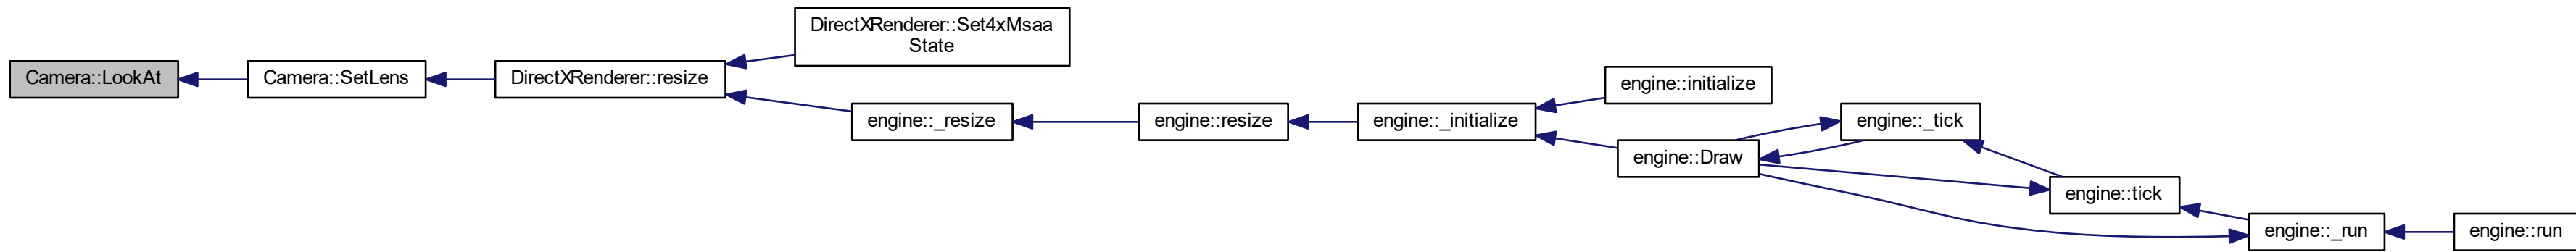 Camera::LookAt
Camera::SetLens
DirectXRenderer::resize
DirectXRenderer::Set4xMsaa
State
engine::_resize
engine::resize
engine::_initialize
engine::initialize
engine::Draw
engine::_tick
engine::tick
engine::_run
engine::run